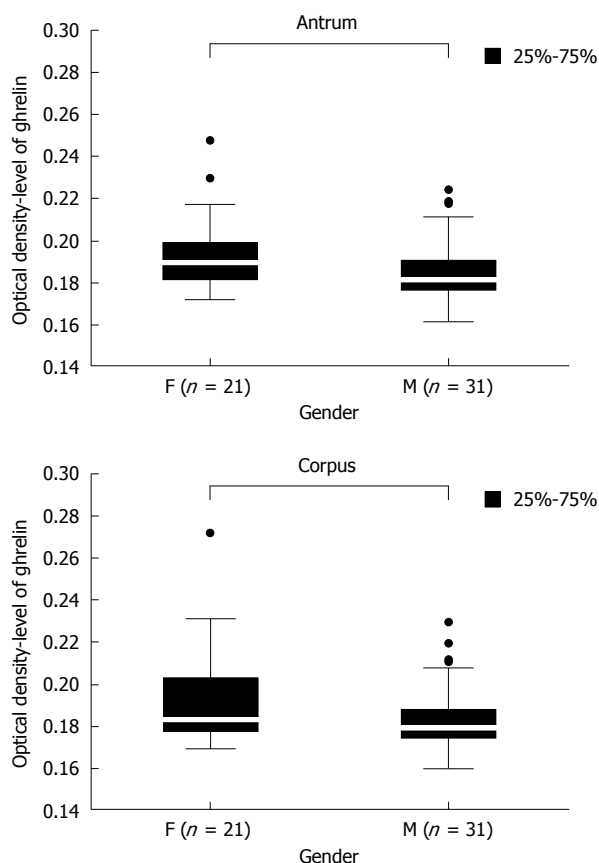 Antrum
25%-75%
Optical density-level of ghrelin
0.30
0.28
0.26
0.24
0.22
0.20
0.18
0.16
0.14
F (n = 21)
M (n = 31)
Gender
Corpus
25%-75%
Optical density-level of ghrelin
0.30
0.28
0.26
0.24
0.22
0.20
0.18
0.16
0.14
F (n = 21)
M (n = 31)
Gender